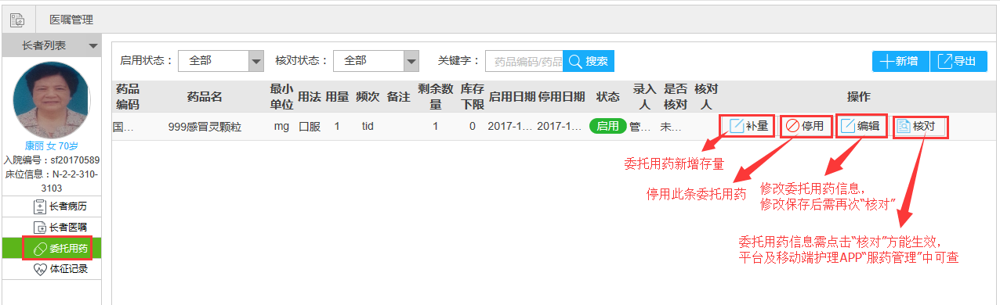 医嘱管理
长者列表
康丽 女 70岁
入院编号：sf20170589
床位信息：N-2-2-310-
3103
长者病历
长者医嘱
委托用药
体征记录
启用状态： 全部 核对状态： 全部 关键字： 药品编码/药品 搜索 新增 导出
药品编码 药品名 最小单位 用法 用量 频次 备注 剩余数量 库存下限 启用日期 停用日期 状态 录入人 是否核对 核对人 操作
国... 999感冒灵颗粒 mg 口服 1 tid 1 0 2017-1... 2017-1... 启用 管... 未... 补量 停用 编辑 核对
委托用药新增存量
停用此条委托用药
修改委托用药信息，
修改保存后需再次“核对”
委托用药信息需点击“核对”方能生效，
平台及移动端护理APP“服药管理”中可查